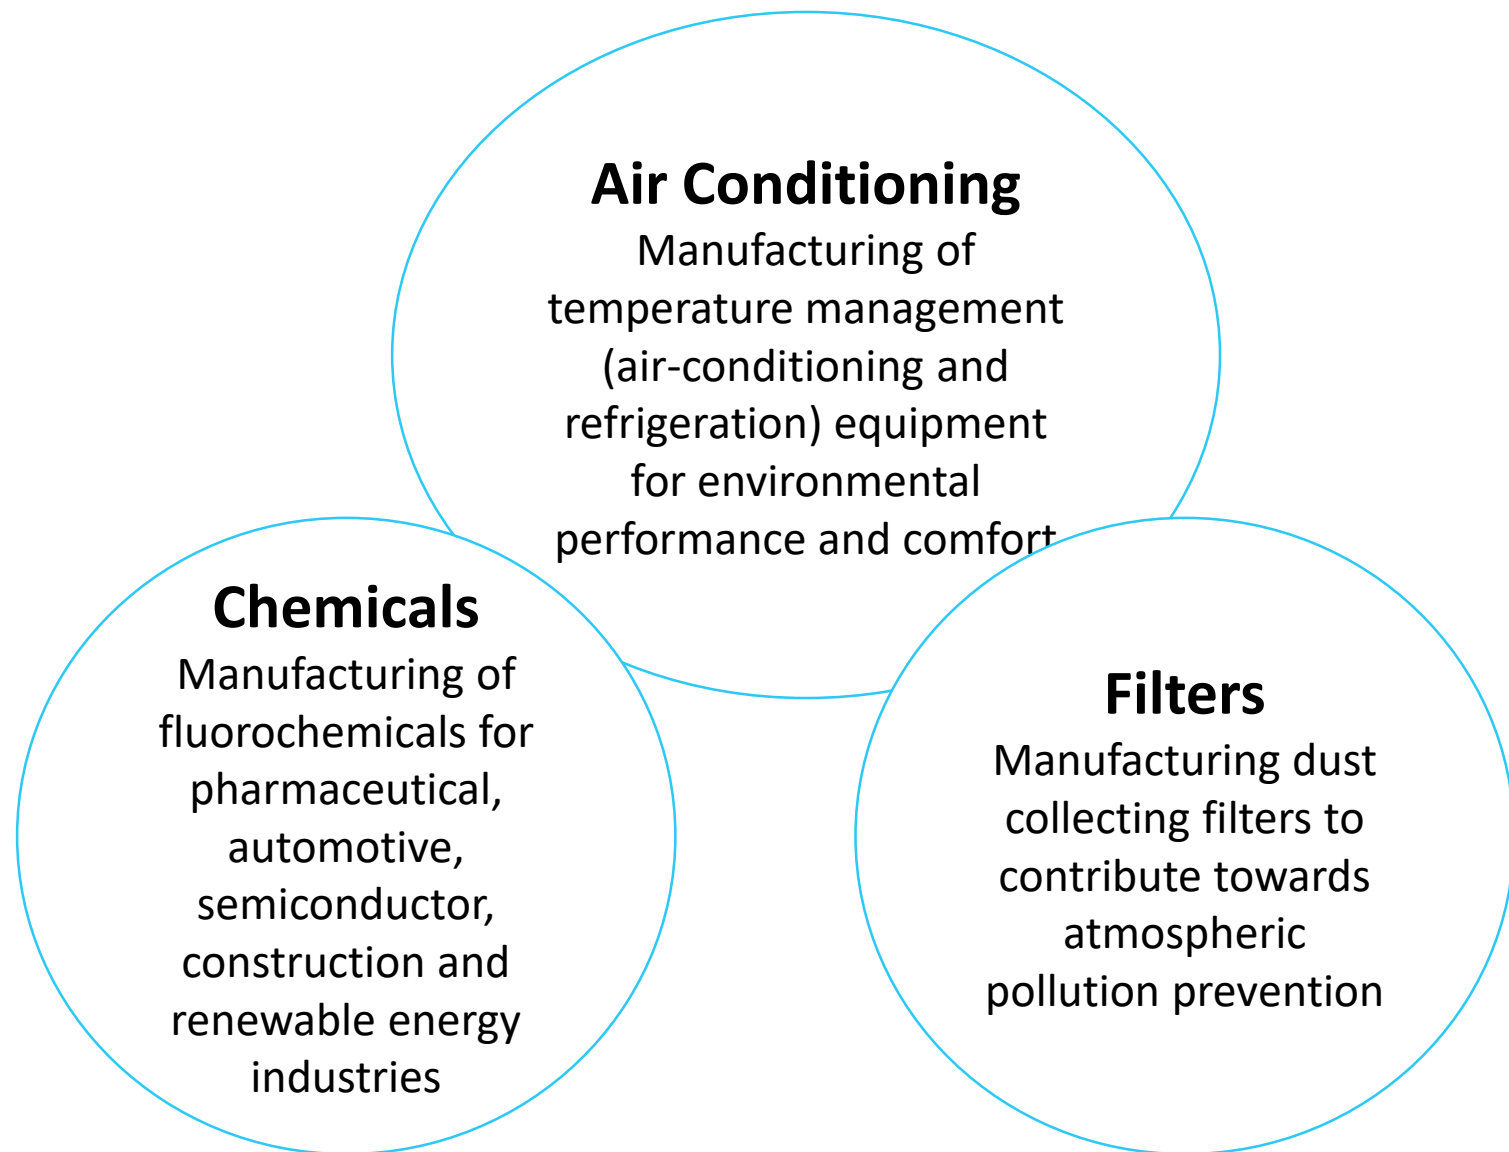 Air Conditioning
Manufacturing of
temperature management
(air-conditioning and
refrigeration) equipment
for environmental
performance and comfort
Chemicals
Manufacturing of
fluorochemicals for
pharmaceutical,
automotive,
semiconductor,
construction and
renewable energy
industries
Filters
Manufacturing dust
collecting filters to
contribute towards
atmospheric
pollution prevention